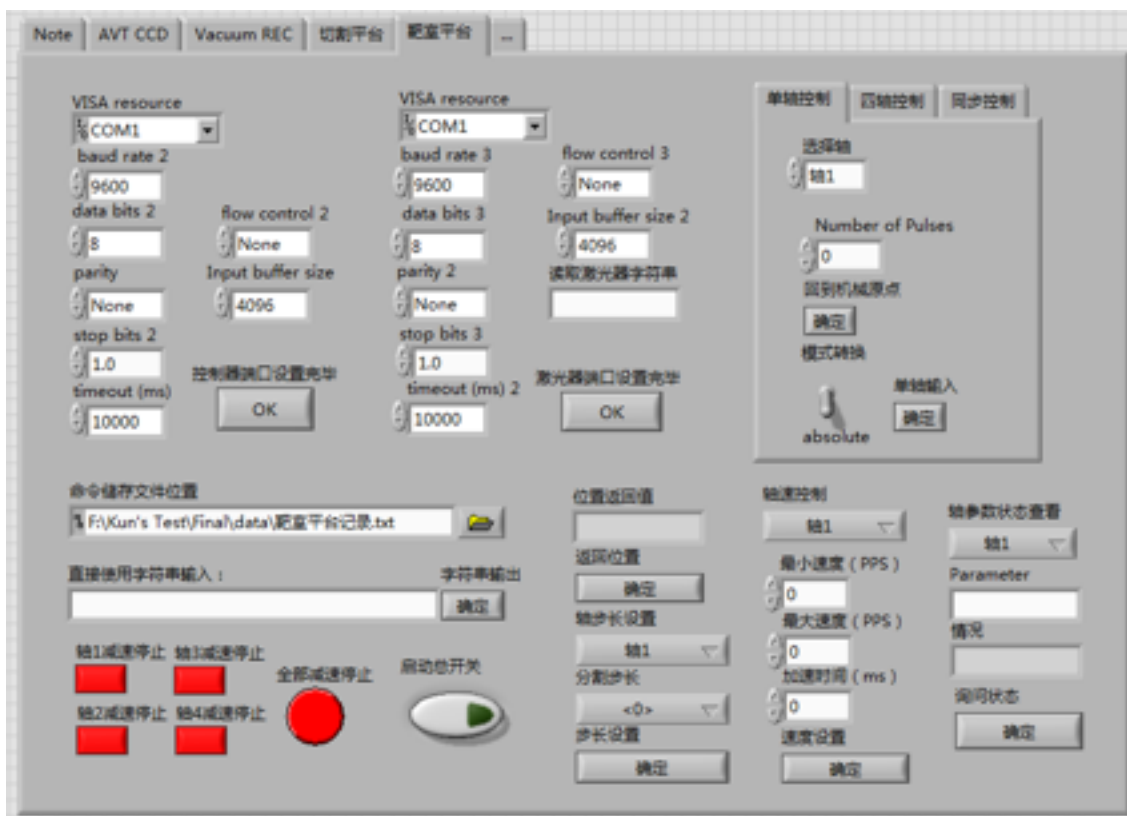 Note AVT CCD Vacuum REC 切割平台 靶室平台 ...
VISA resource
COM1
baud rate 2
9600
data bits 2
8
parity
None
stop bits 2
1.0
timeout (ms)
10000
flow control 2
None
Input buffer size
4096
控制器端口设置完毕
OK
VISA resource
COM1
baud rate 3
9600
data bits 3
8
parity 2
None
stop bits 3
1.0
timeout (ms) 2
10000
flow control 3
None
Input buffer size 2
4096
读取激光器字符串
激光器端口设置完毕
OK
单轴控制 四轴控制 同步控制
选择轴
轴1
Number of Pulses
0
回到机械原点
确定
模式转换
absolute
单轴输入
确定
命令储存文件位置
F:\Kun's Test\Final\data\靶室平台记录.txt
直接使用字符串输入：
字符串输出
确定
轴1减速停止 轴3减速停止
轴2减速停止 轴4减速停止
全部减速停止
启动总开关
位置返回值
返回位置
确定
轴步长设置
轴1
分割步长
<0>
步长设置
确定
轴速控制
轴1
最小速度（PPS）
0
最大速度（PPS）
0
加速时间（ms）
0
速度设置
确定
轴参数状态查看
轴1
Parameter
情况
询问状态
确定